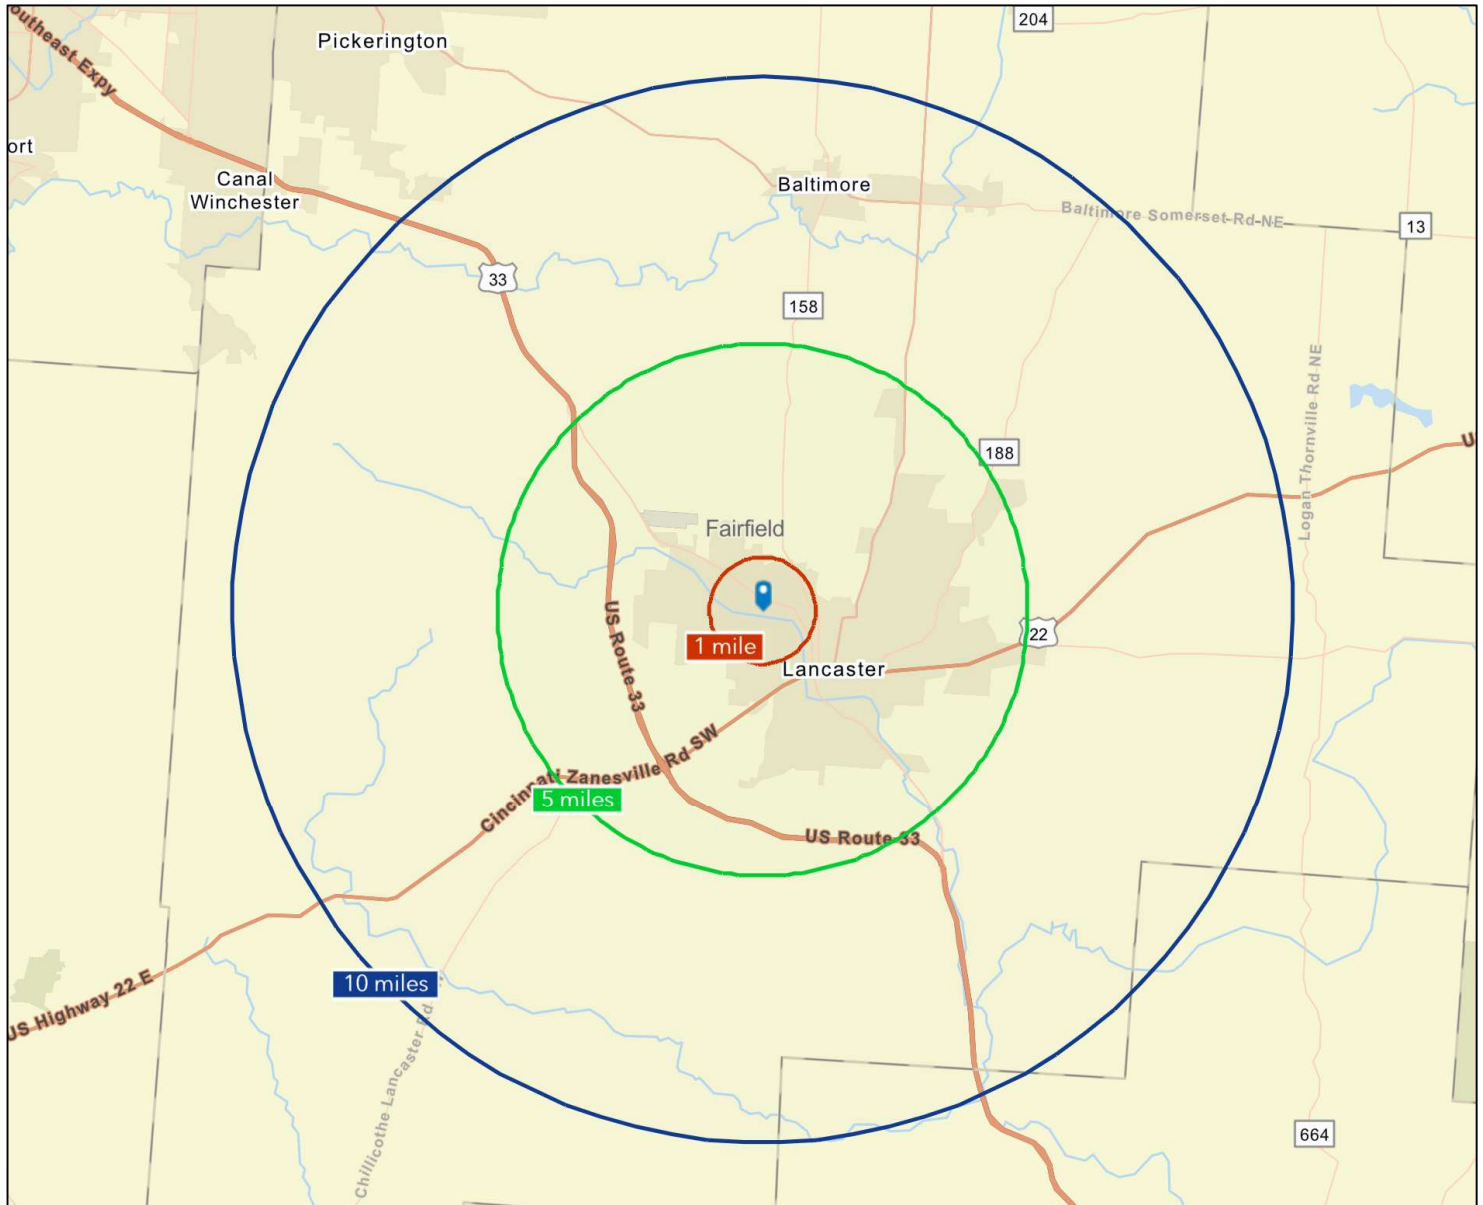 204
outheast Expy
Pickerington
ort
Canal
Winchester
Baltimore
Baltimore Somerset Rd NE
13
33
158
Logan Thornville Rd NE
188
Fairfield
1 mile
22
US Route 33
Lancaster
Cincinnati Zanesville Rd SW
5 miles
US Route 33
10 miles
US Highway 22 E
Chillicothe Lancaster Rd
664